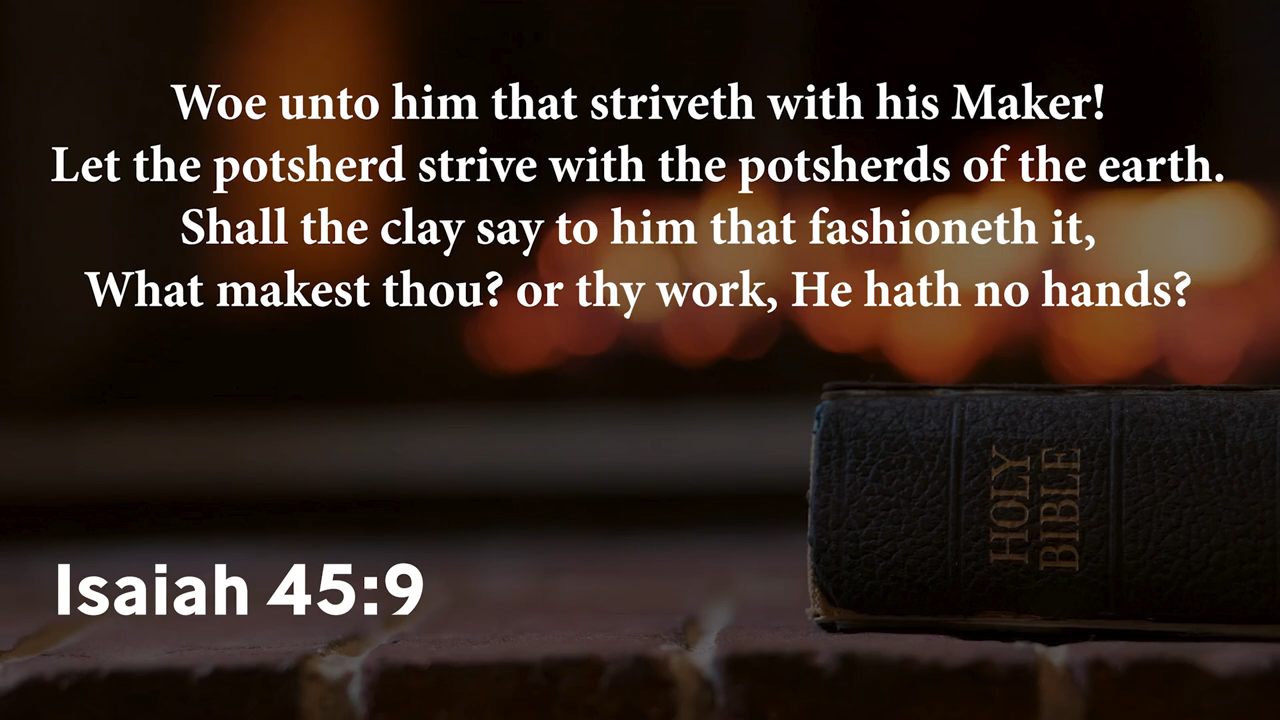 Woe unto him that striveth with his Maker!
Let the potsherd strive with the potsherds of the earth.
Shall the clay say to him that fashioneth it,
What makest thou? or thy work, He hath no hands?
HOLY
BIBLE
Isaiah 45:9